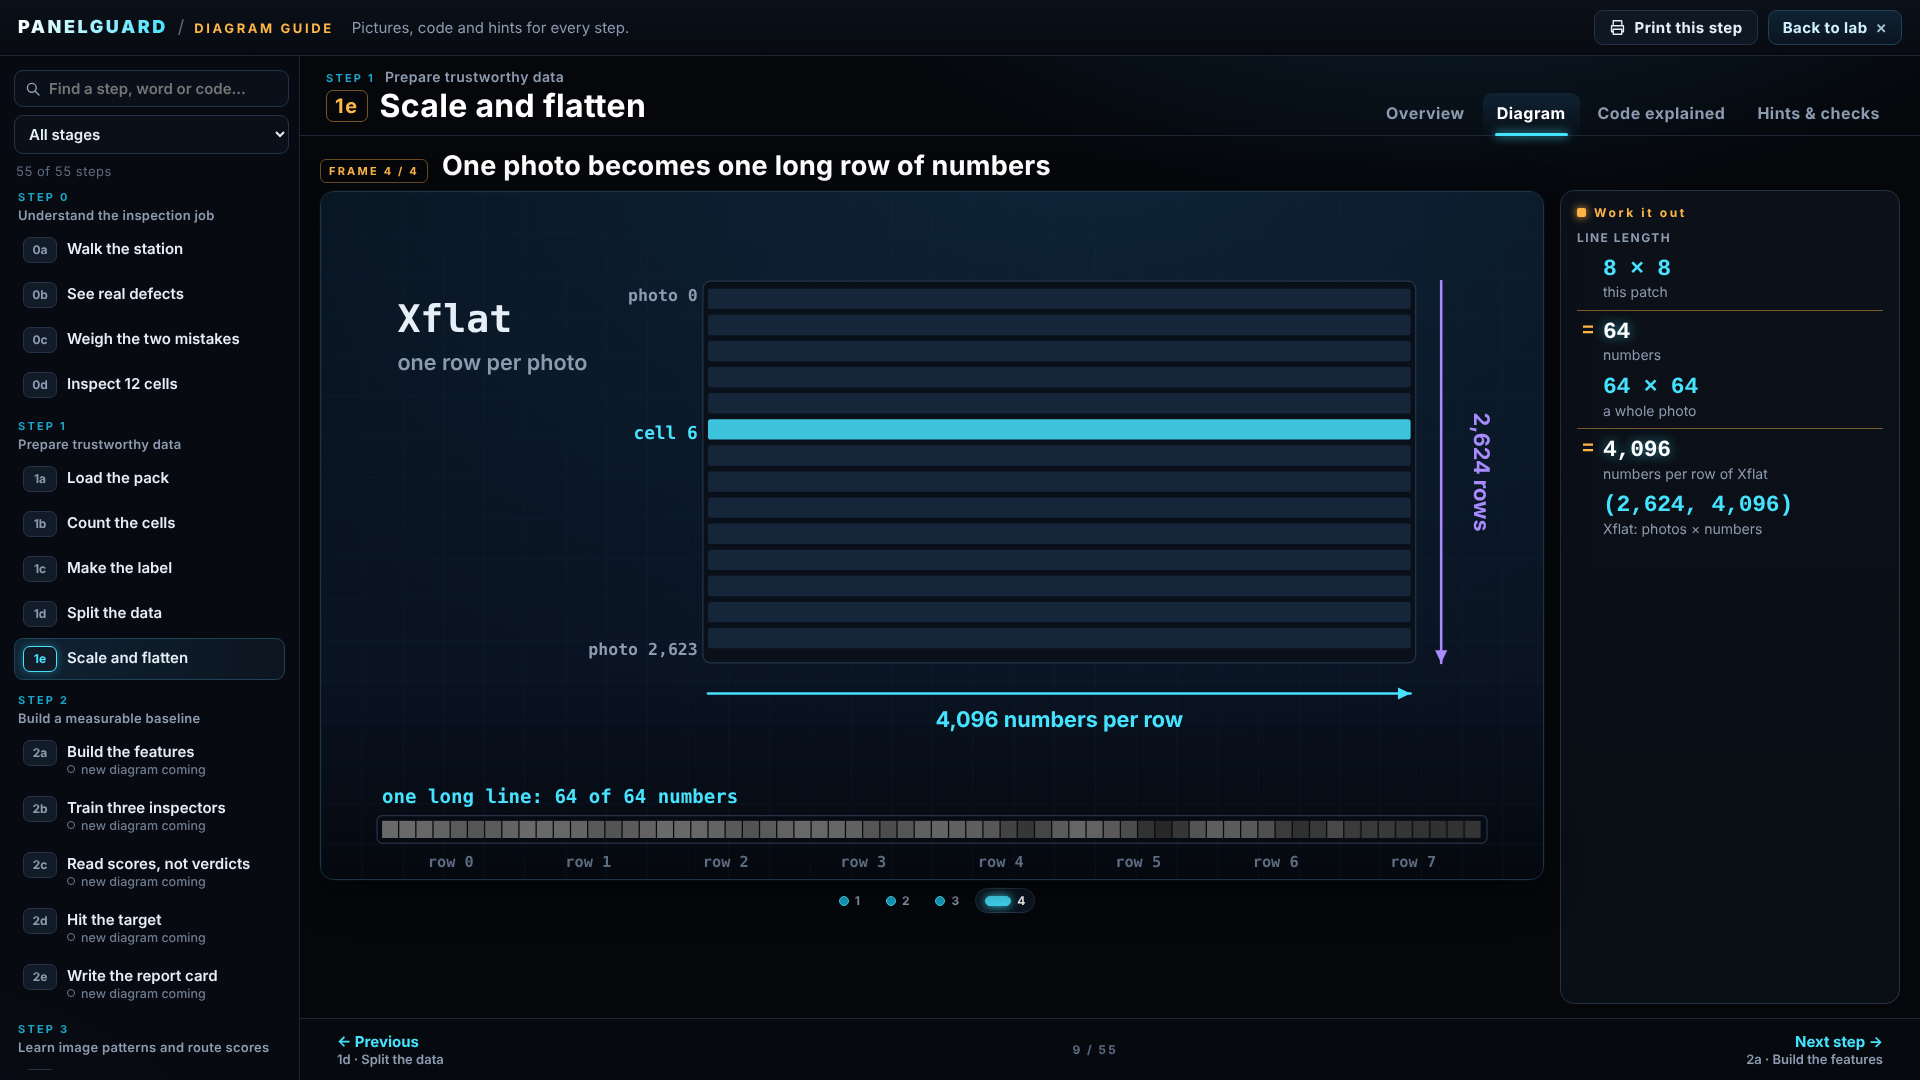 PANELGUARD / DIAGRAM GUIDE Pictures, code and hints for every step.
Print this step
Back to lab ×
Find a step, word or code...
All stages
55 of 55 steps
STEP 0
Understand the inspection job
0a Walk the station
0b See real defects
0c Weigh the two mistakes
0d Inspect 12 cells
STEP 1
Prepare trustworthy data
1a Load the pack
1b Count the cells
1c Make the label
1d Split the data
1e Scale and flatten
STEP 2
Build a measurable baseline
2a Build the features
new diagram coming
2b Train three inspectors
new diagram coming
2c Read scores, not verdicts
new diagram coming
2d Hit the target
new diagram coming
2e Write the report card
new diagram coming
STEP 3
Learn image patterns and route scores
STEP 1 Prepare trustworthy data
1e Scale and flatten
Overview
Diagram
Code explained
Hints & checks
FRAME 4 / 4 One photo becomes one long row of numbers
Xflat
one row per photo
photo 0
cell 6
photo 2,623
2,624 rows
4,096 numbers per row
one long line: 64 of 64 numbers
row 0 row 1 row 2 row 3 row 4 row 5 row 6 row 7
1 2 3 4
Work it out
LINE LENGTH
8 × 8
this patch
= 64
numbers
64 × 64
a whole photo
= 4,096
numbers per row of Xflat
(2,624, 4,096)
Xflat: photos × numbers
← Previous
1d · Split the data
9 / 55
Next step →
2a · Build the features